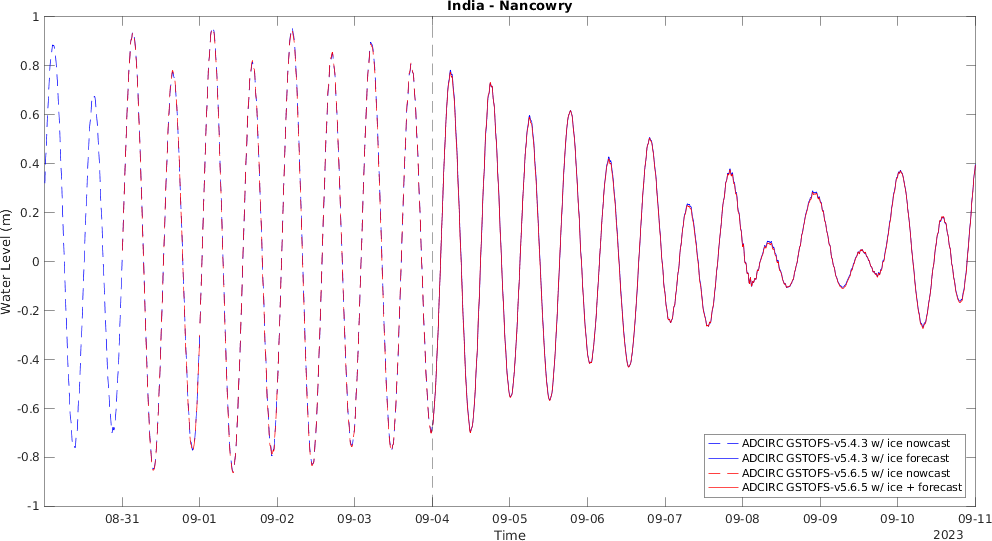 India - Nancowry
1
0.8
0.6
0.4
0.2
0
-0.2
-0.4
-0.6
-0.8
-1
Water Level (m)
ADCIRC GSTOFS-v5.4.3 w/ ice nowcast
ADCIRC GSTOFS-v5.4.3 w/ ice forecast
ADCIRC GSTOFS-v5.6.5 w/ ice nowcast
ADCIRC GSTOFS-v5.6.5 w/ ice + forecast
08-31 09-01 09-02 09-03 09-04 09-05 09-06 09-07 09-08 09-09 09-10 09-11
Time
2023